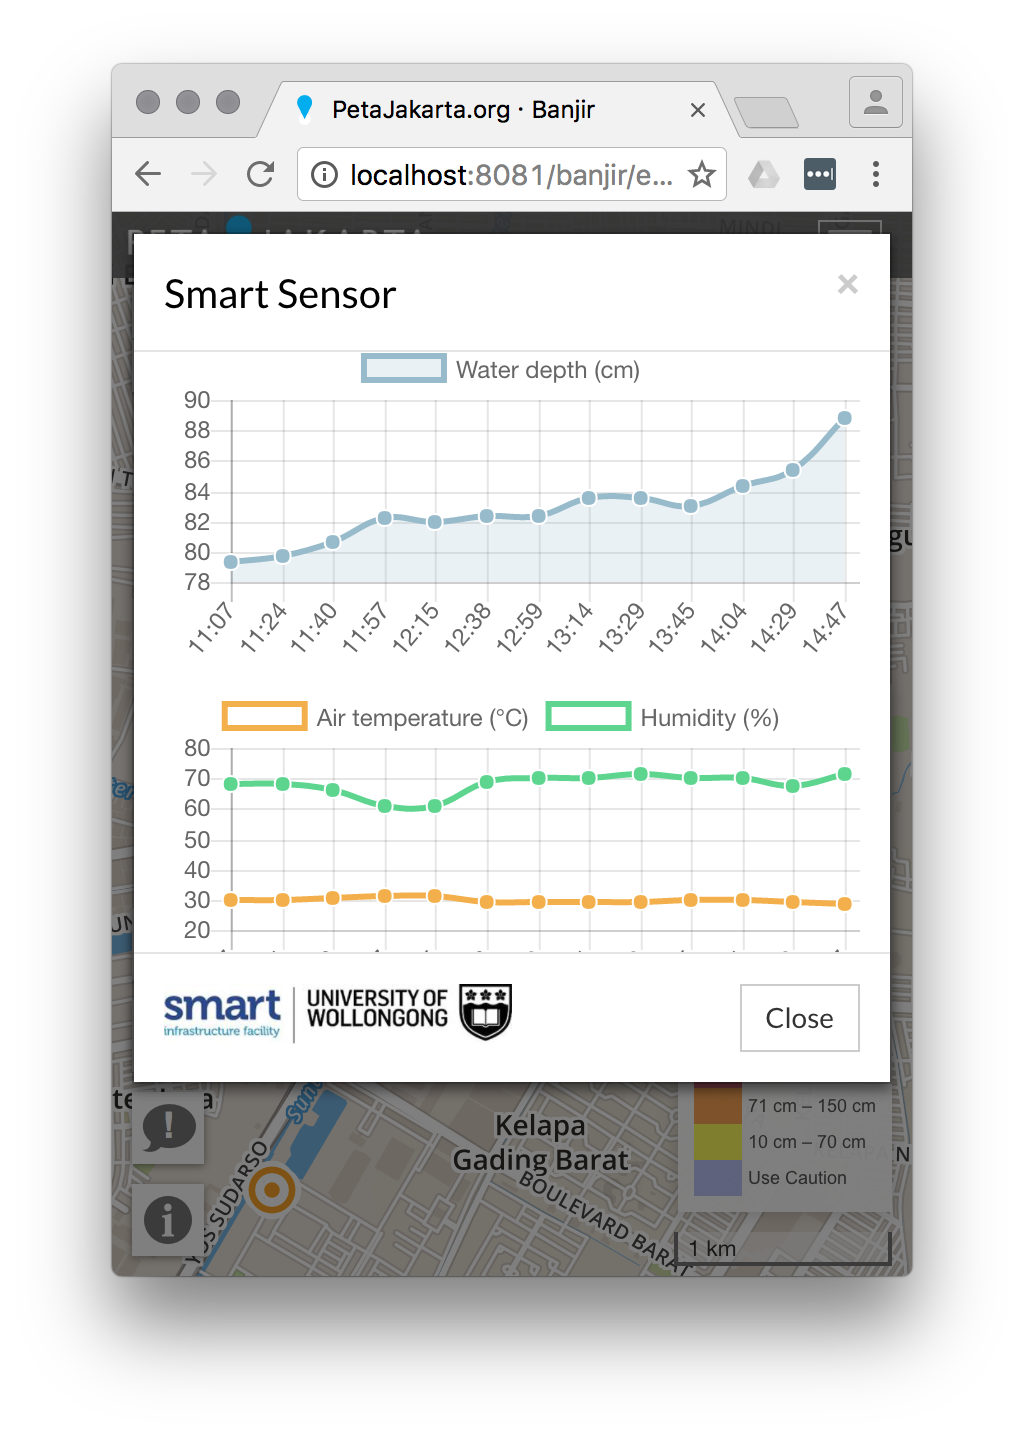 PetaJakarta.org · Banjir
localhost:8081/banjir/e...
PETA JAKARTA
Smart Sensor
×
Water depth (cm)
90
88
86
84
82
80
78
11:07 11:24 11:40 11:57 12:15 12:38 12:59 13:14 13:29 13:45 14:04 14:29 14:47
Air temperature (°C) Humidity (%)
80
70
60
50
40
30
20
smart
infrastructure facility
UNIVERSITY OF
WOLLONGONG
Close
71 cm – 150 cm
10 cm – 70 cm
Use Caution
Kelapa
Gading Barat
YOS SUDARSO
BOULEVARD BARAT
1 km